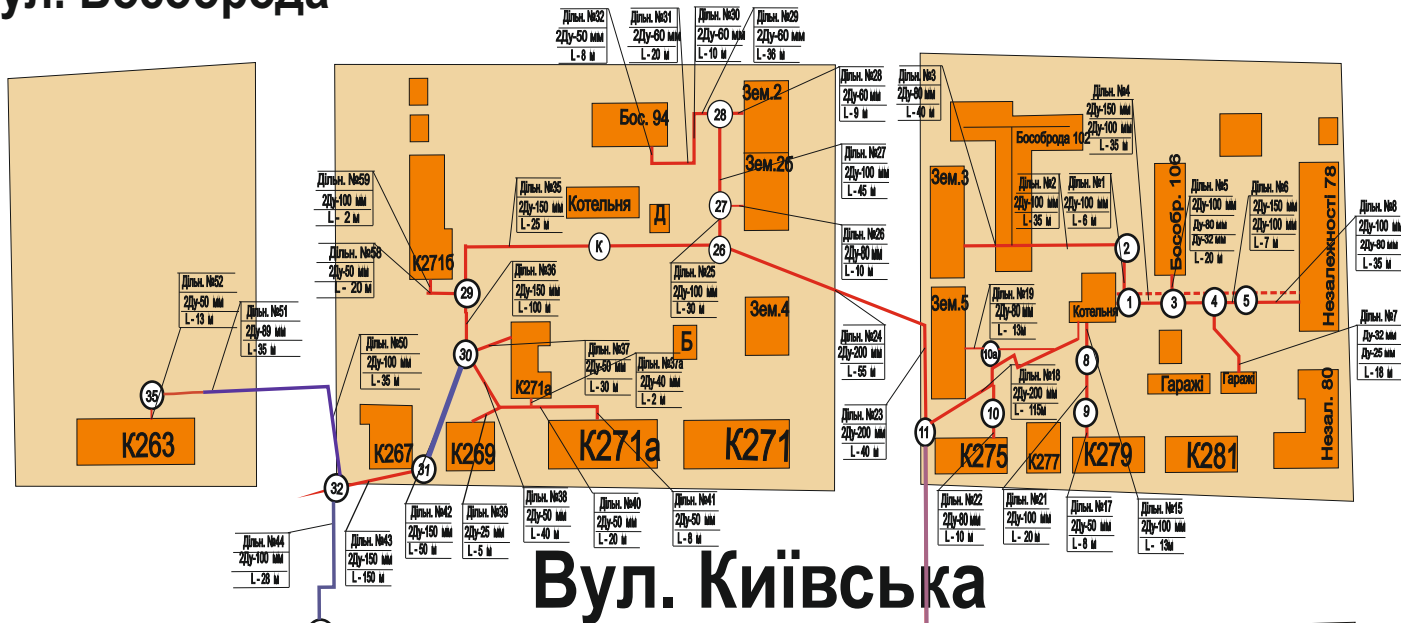 вул. Бособрода
Дільн. №32
2Ду-50 мм
L-8 м
Дільн. №31
2Ду-60 мм
L-20 м
Дільн. №30
2Ду-60 мм
L-10 м
Дільн. №29
2Ду-60 мм
L-36 м
Дільн. №28
2Ду-60 мм
L-9 м
Дільн. №3
2Ду-80 мм
L-40 м
Дільн. №4
2Ду-150 мм
2Ду-100 мм
L-35 м
Зем.2
Бос. 94
28
Зем.2б
Дільн. №27
2Ду-100 мм
L-45 м
Бособрода 102
Дільн. №59
2Ду-100 мм
L-2 м
Дільн. №35
2Ду-150 мм
L-25 м
Котельня
Д
27
Зем.3
Дільн. №2
2Ду-100 мм
L-35 м
Дільн. №1
2Ду-100 мм
L-6 м
Бособр. 106
Дільн. №5
2Ду-100 мм
Ду-80 мм
Ду-32 мм
L-20 м
Дільн. №6
2Ду-150 мм
2Ду-100 мм
L-7 м
Незалежності 78
Дільн. №8
2Ду-100 мм
2Ду-80 мм
L-35 м
Дільн. №58
2Ду-50 мм
L- 20 м
К271б
К
26
Дільн. №26
2Ду-80 мм
L-10 м
2
Дільн. №52
2Ду-50 мм
L-13 м
Дільн. №51
2Ду-89 мм
L-35 м
29
Дільн. №36
2Ду-150 мм
L-100 м
Дільн. №25
2Ду-100 мм
L-30 м
Зем.4
Зем.5
Дільн. №19
2Ду-80 мм
L- 13м
Котельня
1
3
4
5
Дільн. №50
2Ду-100 мм
L-35 м
30
К271а
Дільн. №37
2Ду-50 мм
L-30 м
Дільн. №37а
2Ду-40 мм
L-2 м
Б
Дільн. №24
2Ду-200 мм
L-55 м
10а
8
Дільн. №7
Ду-32 мм
Ду-25 мм
L-18 м
Дільн. №18
2Ду-200 мм
L- 115м
Гаражі
Гаражі
35
Дільн. №23
2Ду-200 мм
L-40 м
11
10
9
Незал. 80
К263
К267
31
К269
К271а
К271
К275
К277
К279
К281
32
Дільн. №42
2Ду-150 мм
L-50 м
Дільн. №39
2Ду-25 мм
L-5 м
Дільн. №38
2Ду-50 мм
L-40 м
Дільн. №40
2Ду-50 мм
L-20 м
Дільн. №41
2Ду-50 мм
L-8 м
Дільн. №22
2Ду-80 мм
L-10 м
Дільн. №21
2Ду-100 мм
L- 20 м
Дільн. №17
2Ду-50 мм
L-8 м
Дільн. №15
2Ду-100 мм
L- 13м
Дільн. №44
2Ду-100 мм
L-28 м
Дільн. №43
2Ду-150 мм
L-150 м
Вул. Київська